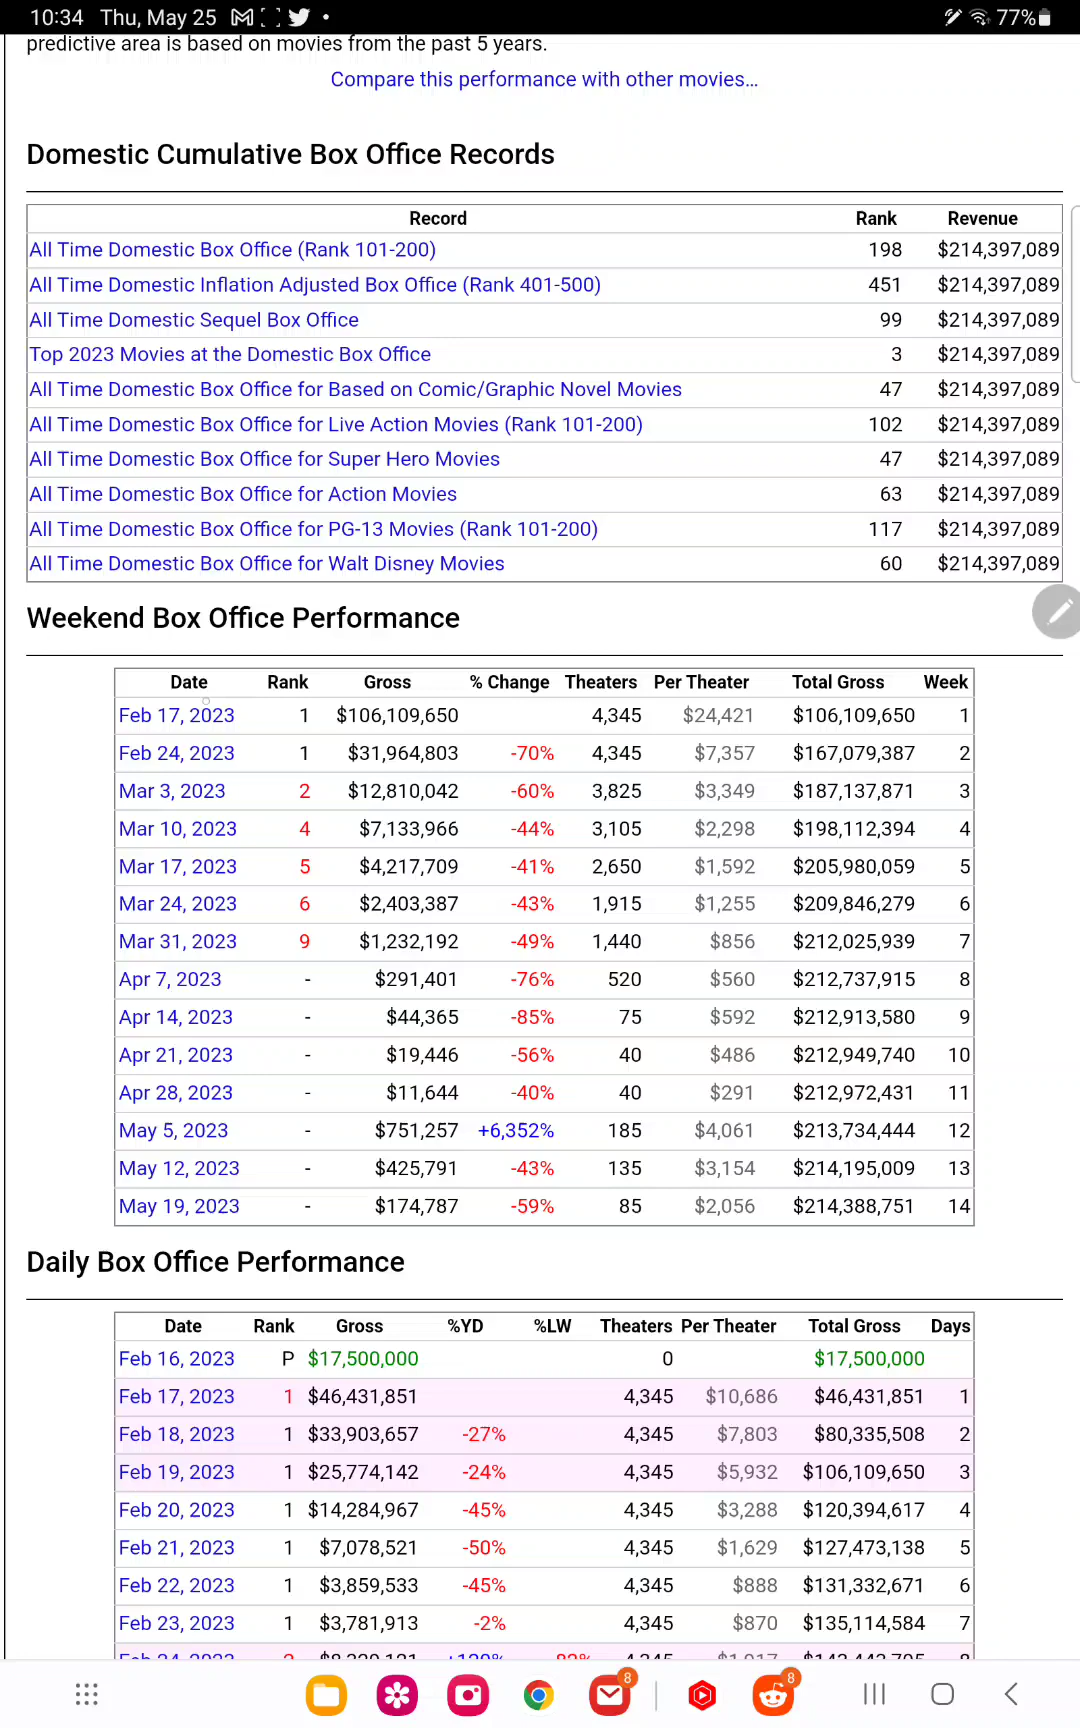 10:34 Thu, May 25 77%
predictive area is based on movies from the past 5 years.
Compare this performance with other movies...
Domestic Cumulative Box Office Records
Record Rank Revenue
All Time Domestic Box Office (Rank 101-200) 198 $214,397,089
All Time Domestic Inflation Adjusted Box Office (Rank 401-500) 451 $214,397,089
All Time Domestic Sequel Box Office 99 $214,397,089
Top 2023 Movies at the Domestic Box Office 3 $214,397,089
All Time Domestic Box Office for Based on Comic/Graphic Novel Movies 47 $214,397,089
All Time Domestic Box Office for Live Action Movies (Rank 101-200) 102 $214,397,089
All Time Domestic Box Office for Super Hero Movies 47 $214,397,089
All Time Domestic Box Office for Action Movies 63 $214,397,089
All Time Domestic Box Office for PG-13 Movies (Rank 101-200) 117 $214,397,089
All Time Domestic Box Office for Walt Disney Movies 60 $214,397,089
Weekend Box Office Performance
Date Rank Gross % Change Theaters Per Theater Total Gross Week
Feb 17, 2023 1 $106,109,650 4,345 $24,421 $106,109,650 1
Feb 24, 2023 1 $31,964,803 -70% 4,345 $7,357 $167,079,387 2
Mar 3, 2023 2 $12,810,042 -60% 3,825 $3,349 $187,137,871 3
Mar 10, 2023 4 $7,133,966 -44% 3,105 $2,298 $198,112,394 4
Mar 17, 2023 5 $4,217,709 -41% 2,650 $1,592 $205,980,059 5
Mar 24, 2023 6 $2,403,387 -43% 1,915 $1,255 $209,846,279 6
Mar 31, 2023 9 $1,232,192 -49% 1,440 $856 $212,025,939 7
Apr 7, 2023 - $291,401 -76% 520 $560 $212,737,915 8
Apr 14, 2023 - $44,365 -85% 75 $592 $212,913,580 9
Apr 21, 2023 - $19,446 -56% 40 $486 $212,949,740 10
Apr 28, 2023 - $11,644 -40% 40 $291 $212,972,431 11
May 5, 2023 - $751,257 +6,352% 185 $4,061 $213,734,444 12
May 12, 2023 - $425,791 -43% 135 $3,154 $214,195,009 13
May 19, 2023 - $174,787 -59% 85 $2,056 $214,388,751 14
Daily Box Office Performance
Date Rank Gross %YD %LW Theaters Per Theater Total Gross Days
Feb 16, 2023 P $17,500,000 0 $17,500,000
Feb 17, 2023 1 $46,431,851 4,345 $10,686 $46,431,851 1
Feb 18, 2023 1 $33,903,657 -27% 4,345 $7,803 $80,335,508 2
Feb 19, 2023 1 $25,774,142 -24% 4,345 $5,932 $106,109,650 3
Feb 20, 2023 1 $14,284,967 -45% 4,345 $3,288 $120,394,617 4
Feb 21, 2023 1 $7,078,521 -50% 4,345 $1,629 $127,473,138 5
Feb 22, 2023 1 $3,859,533 -45% 4,345 $888 $131,332,671 6
Feb 23, 2023 1 $3,781,913 -2% 4,345 $870 $135,114,584 7
8 8